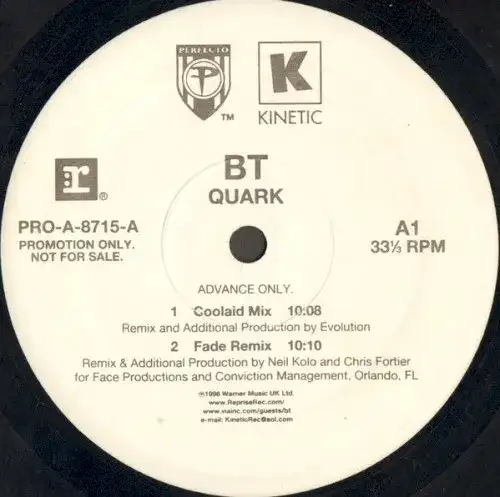 PERFECTO
P
TM
K
KINETIC
r
®
BT
QUARK
PRO-A-8715-A
PROMOTION ONLY.
NOT FOR SALE.
A1
33⅓ RPM
ADVANCE ONLY.
1 Coolaid Mix 10:08
Remix and Additional Production by Evolution
2 Fade Remix 10:10
Remix & Additional Production by Neil Kolo and Chris Fortier
for Face Productions and Conviction Management, Orlando, FL
℗1996 Warner Music UK Ltd.
www.RepriseRec.com/
www.viainc.com/guests/bt
e-mail: KineticRec@aol.com